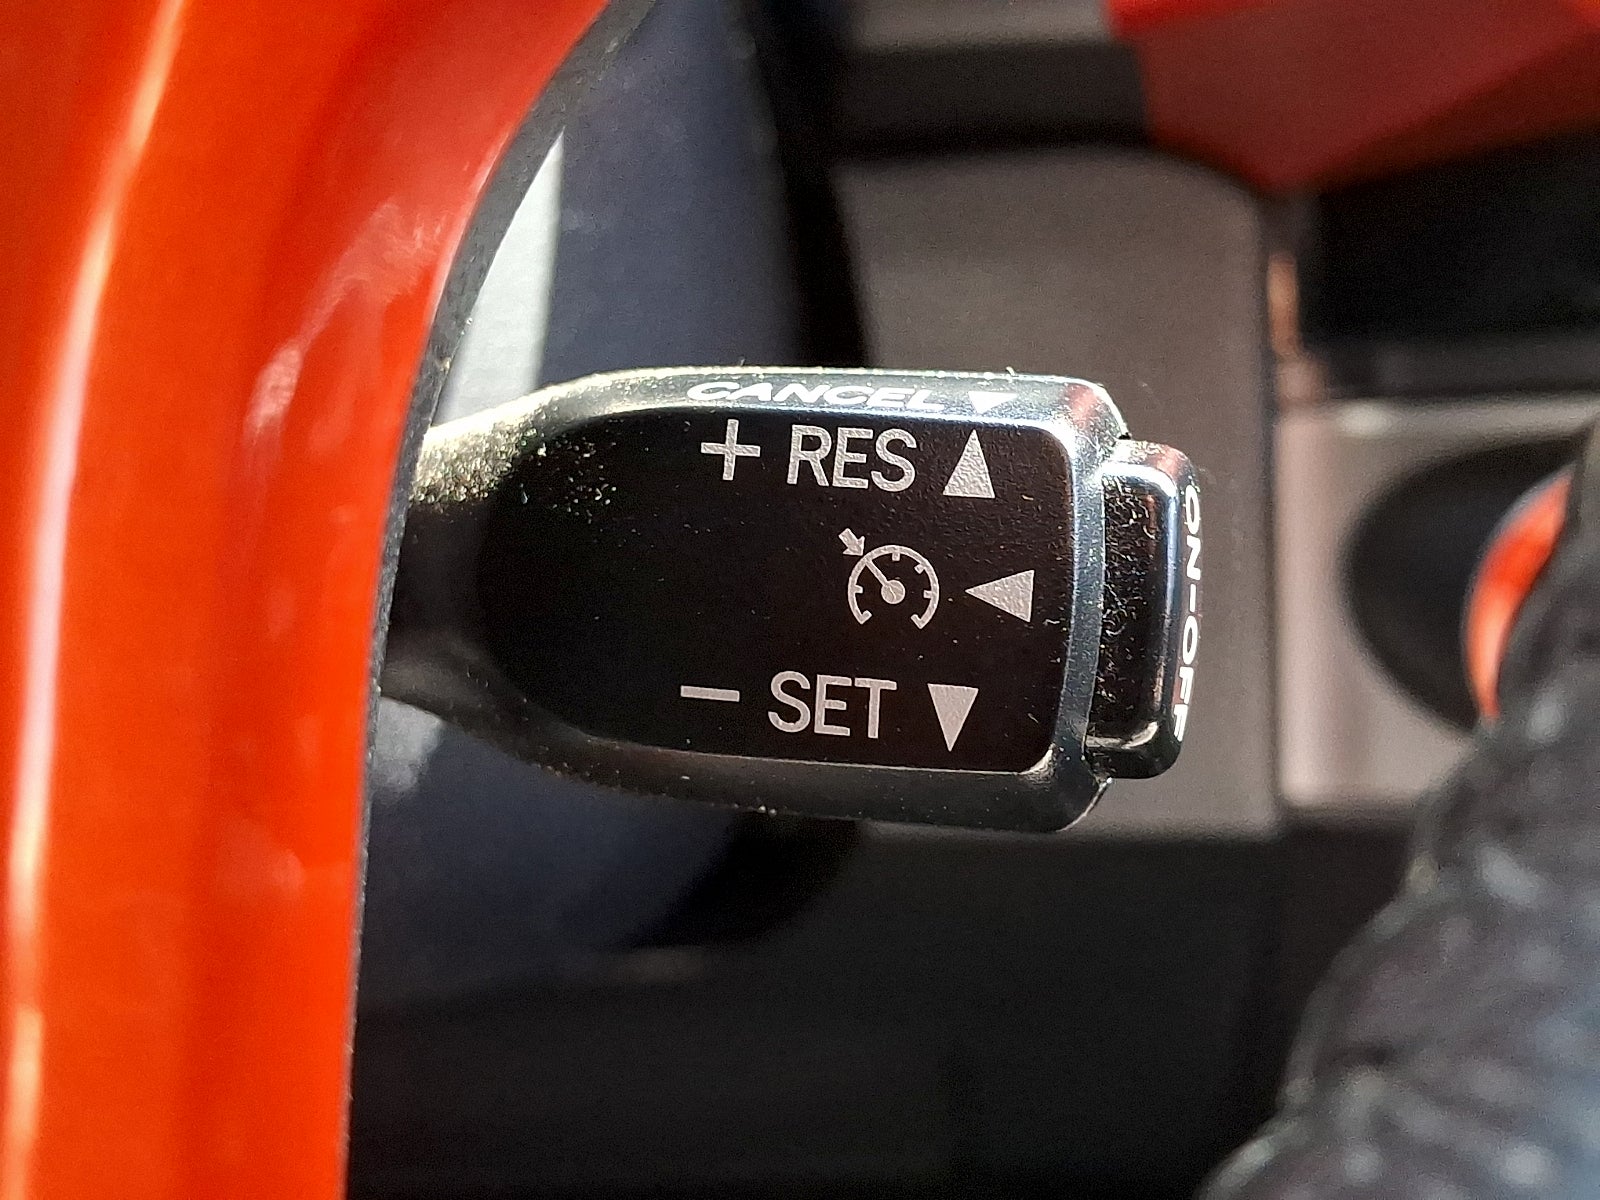 CANCEL ▼
+ RES ▲
◀
− SET ▼
ON-OFF